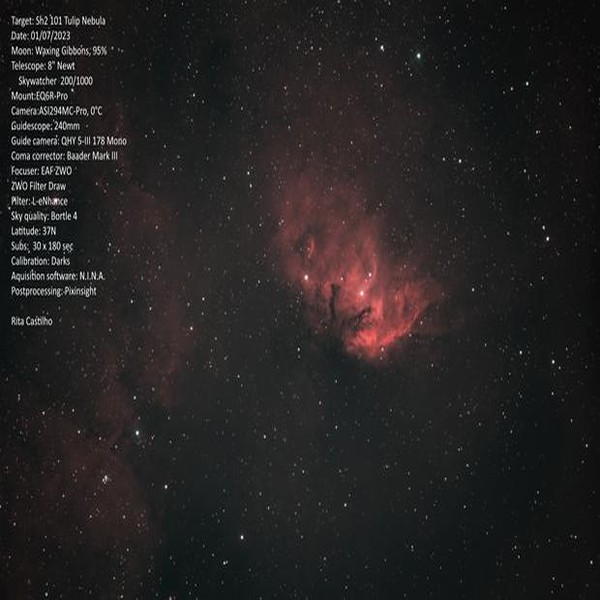 Target: Sh2 101 Tulip Nebula
Date: 01/07/2023
Moon: Waxing Gibbons, 95%
Telescope: 8" Newt
Skywatcher 200/1000
Mount:EQ6R-Pro
Camera:ASI294MC-Pro, 0°C
Guidescope: 240mm
Guide camera: QHY 5-III 178 Mono
Coma corrector: Baader Mark III
Focuser: EAF ZWO
ZWO Filter Draw
Filter: L-eNhance
Sky quality: Bortle 4
Latitude: 37N
Subs: 30 x 180 sec
Calibration: Darks
Aquisition software: N.I.N.A.
Postprocessing: Pixinsight
Rita Castilho